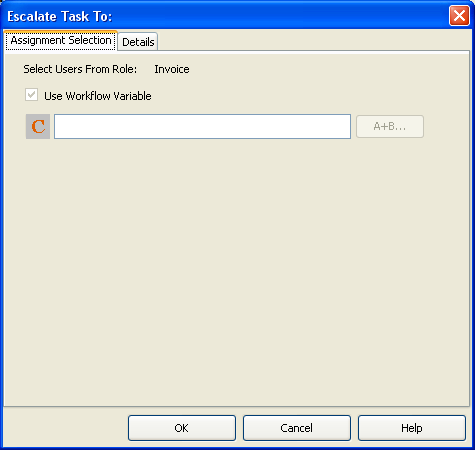 Escalate Task To:
Assignment Selection Details
Select Users From Role: Invoice
Use Workflow Variable
C A+B...
OK Cancel Help